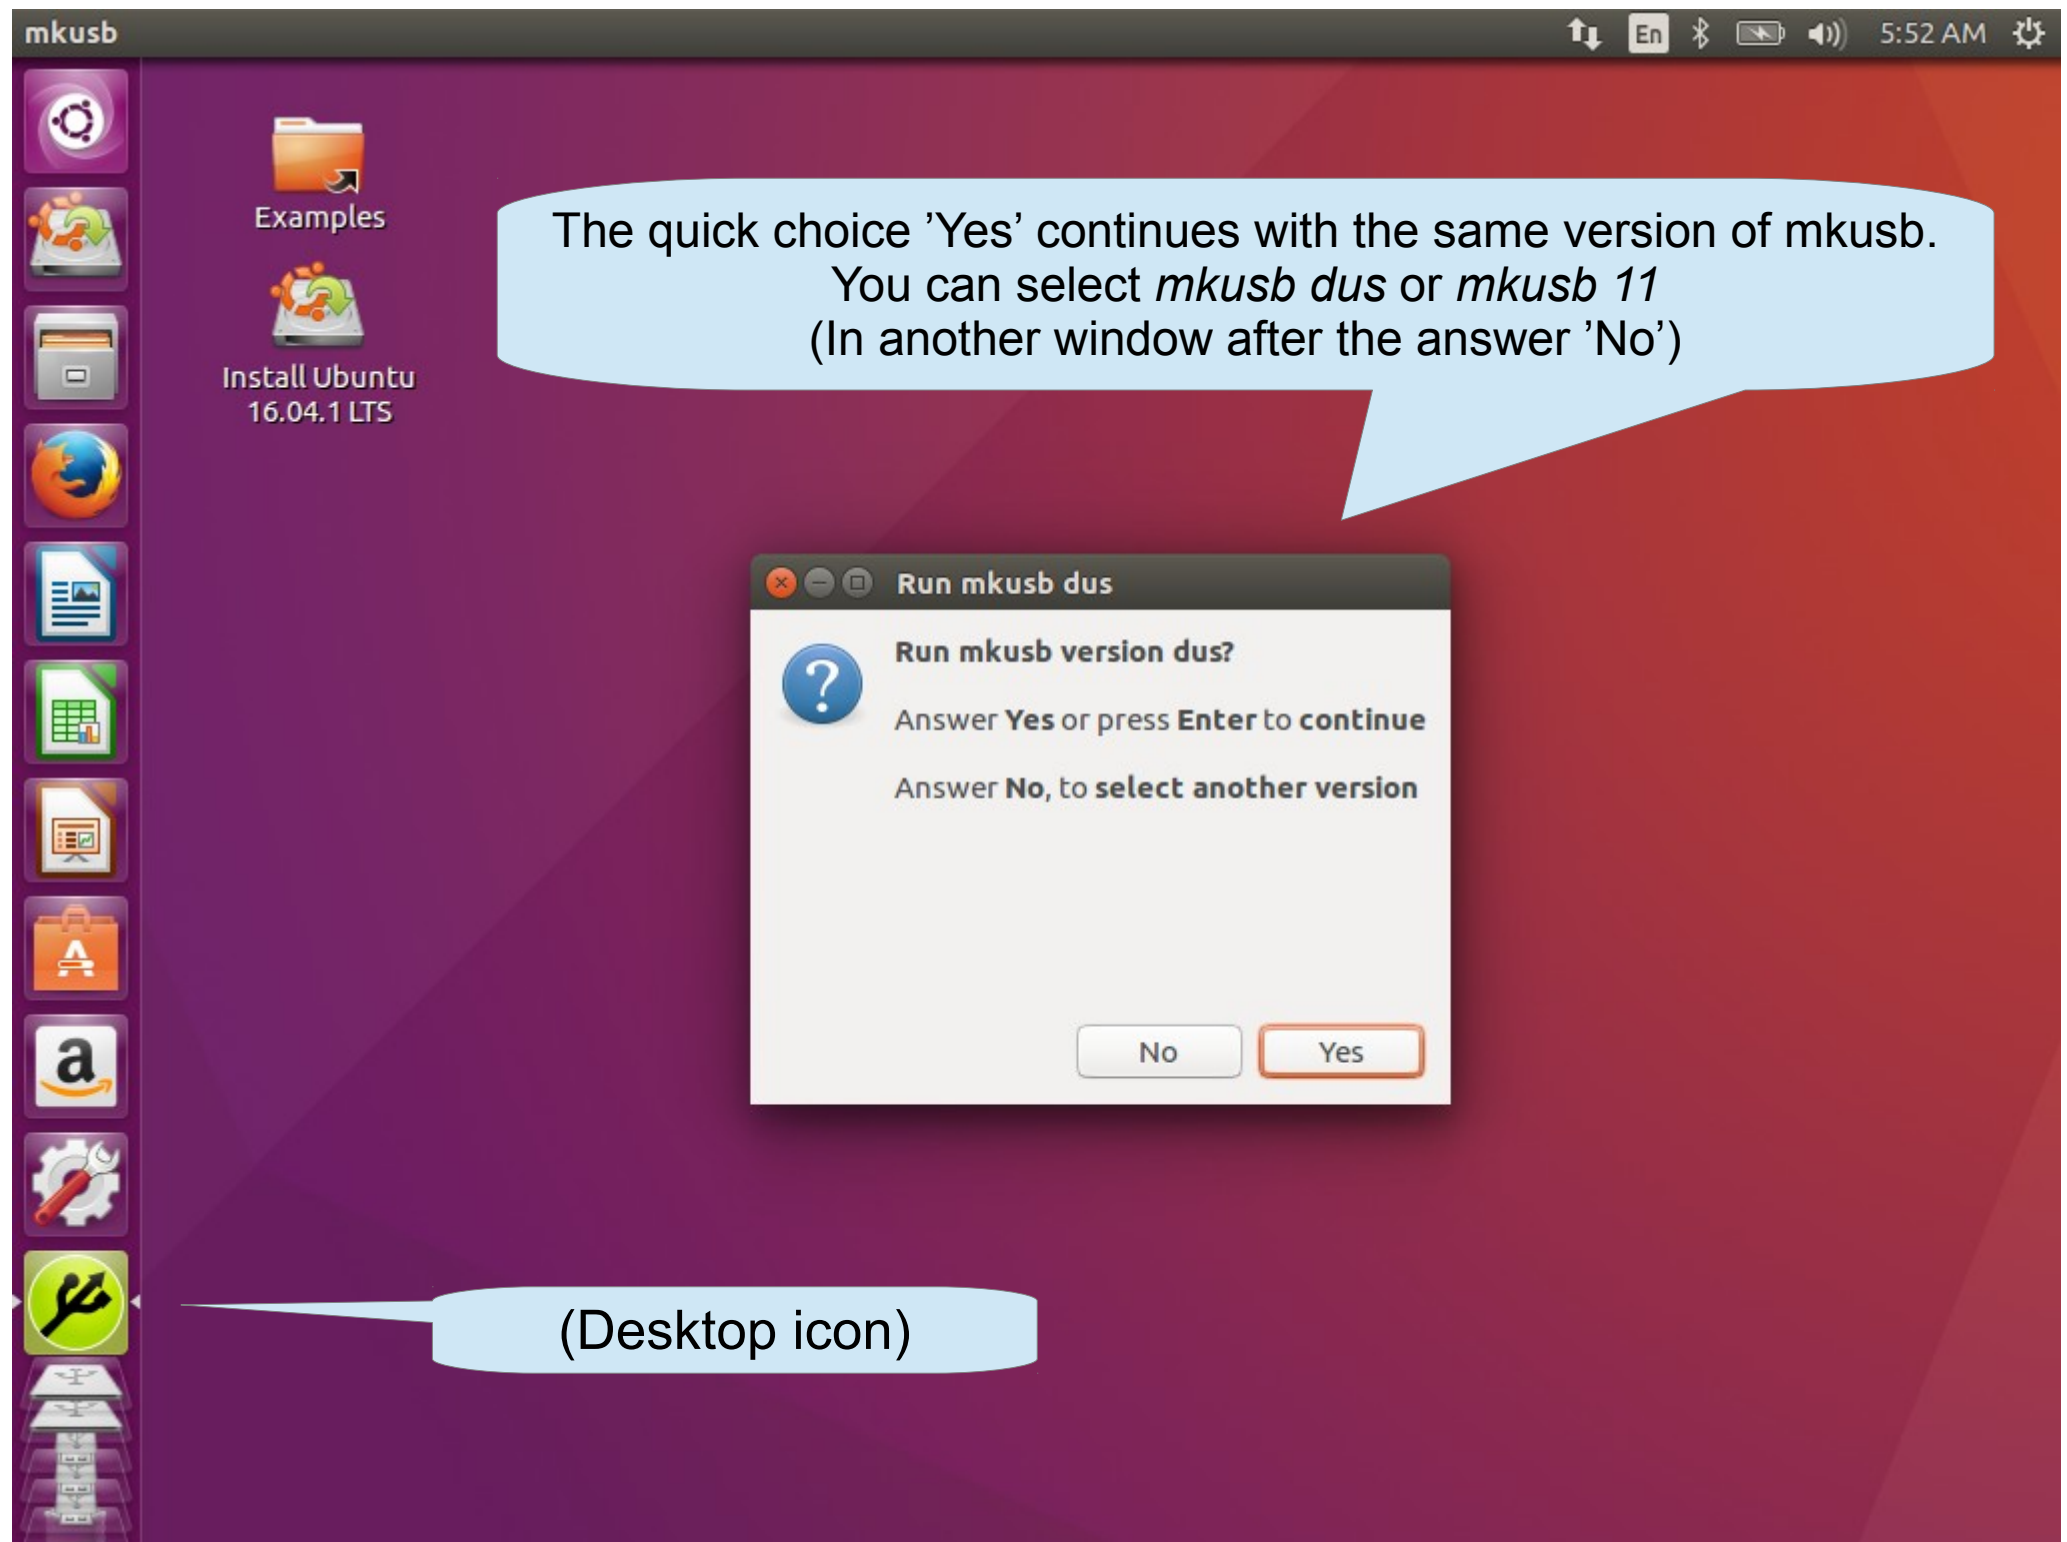 mkusb
En
5:52 AM
Examples
Install Ubuntu
16.04.1 LTS
The quick choice ’Yes’ continues with the same version of mkusb.
You can select mkusb dus or mkusb 11
(In another window after the answer ’No’)
Run mkusb dus
Run mkusb version dus?
Answer Yes or press Enter to continue
Answer No, to select another version
No
Yes
(Desktop icon)